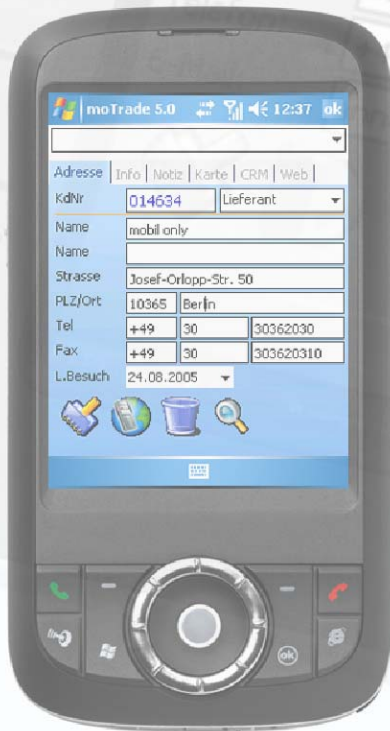 moTrade 5.0 12:37 ok
Adresse Info Notiz Karte CRM Web
KdNr 014634 Lieferant
Name mobil only
Name
Strasse Josef-Orlopp-Str. 50
PLZ/Ort 10365 Berlin
Tel +49 30 30362030
Fax +49 30 303620310
L.Besuch 24.08.2005
ok